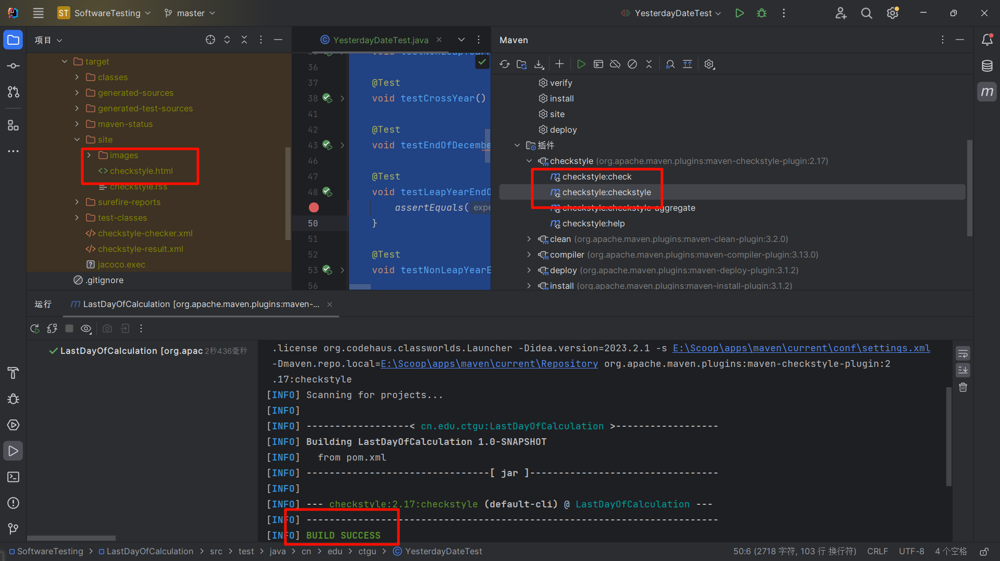 ST SoftwareTesting master YesterdayDateTest
项目
target
classes
generated-sources
generated-test-sources
maven-status
site
images
checkstyle.html
checkstyle.rss
surefire-reports
test-classes
checkstyle-checker.xml
checkstyle-result.xml
jacoco.exec
.gitignore
YesterdayDateTest.java
36
37 @Test
38 void testCrossYear()
41
42 @Test
43 void testEndOfDecembe
46
47 @Test
48 void testLeapYearEndO
assertEquals( expe
50 }
51
52 @Test
53 void testNonLeapYearE
56
Maven
verify
install
site
deploy
插件
checkstyle (org.apache.maven.plugins:maven-checkstyle-plugin:2.17)
checkstyle:check
checkstyle:checkstyle
checkstyle:checkstyle-aggregate
checkstyle:help
clean (org.apache.maven.plugins:maven-clean-plugin:3.2.0)
compiler (org.apache.maven.plugins:maven-compiler-plugin:3.13.0)
deploy (org.apache.maven.plugins:maven-deploy-plugin:3.1.2)
install (org.apache.maven.plugins:maven-install-plugin:3.1.2)
运行 LastDayOfCalculation [org.apache.maven.plugins:maven-...
LastDayOfCalculation [org.apac 2秒436毫秒
.license org.codehaus.classworlds.Launcher -Didea.version=2023.2.1 -s E:\Scoop\apps\maven\current\conf\settings.xml
-Dmaven.repo.local=E:\Scoop\apps\maven\current\Repository org.apache.maven.plugins:maven-checkstyle-plugin:2
.17:checkstyle
[INFO] Scanning for projects...
[INFO]
[INFO] ------------------< cn.edu.ctgu:LastDayOfCalculation >------------------
[INFO] Building LastDayOfCalculation 1.0-SNAPSHOT
[INFO]   from pom.xml
[INFO] --------------------------------[ jar ]---------------------------------
[INFO]
[INFO] --- checkstyle:2.17:checkstyle (default-cli) @ LastDayOfCalculation ---
[INFO] ------------------------------------------------------------------------
[INFO] BUILD SUCCESS
SoftwareTesting > LastDayOfCalculation > src > test > java > cn > edu > ctgu > YesterdayDateTest 50:6 (2718 字符, 103 行 换行符) CRLF UTF-8 4 个空格